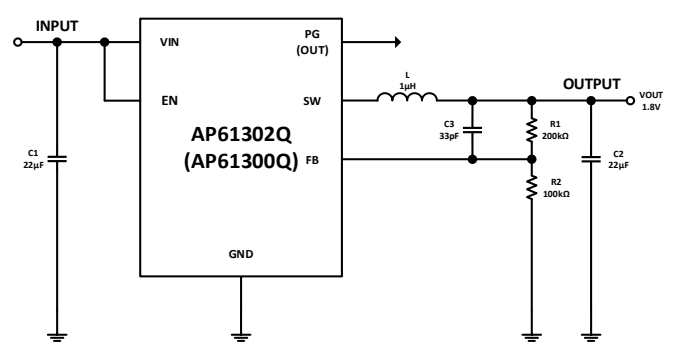 INPUT
VIN
PG
(OUT)
EN
SW
L
1µH
OUTPUT
VOUT
1.8V
AP61302Q
(AP61300Q)
FB
C3
33pF
R1
200kΩ
C1
22µF
C2
22µF
R2
100kΩ
GND